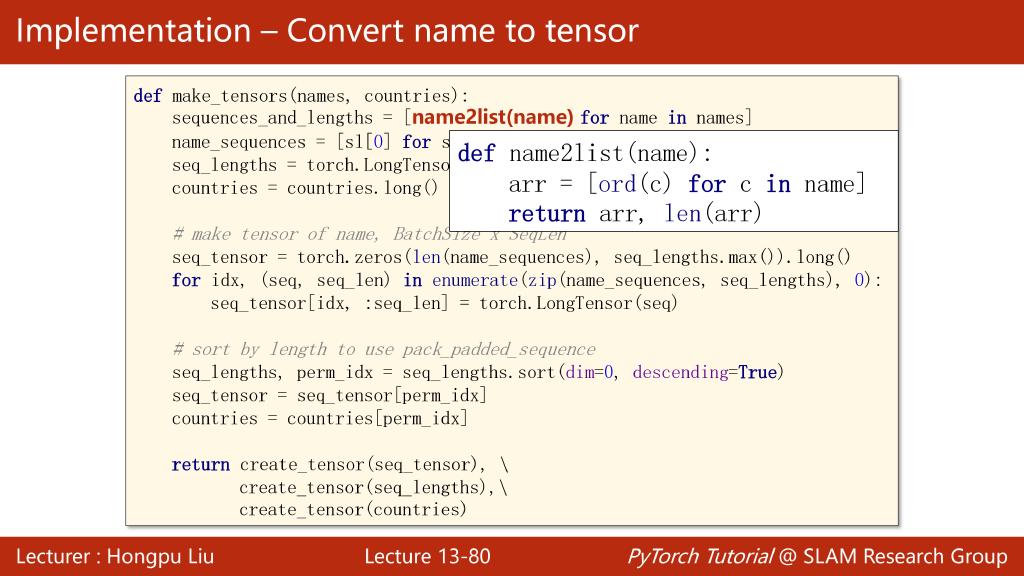 Implementation – Convert name to tensor
def make_tensors(names, countries):
sequences_and_lengths = [name2list(name) for name in names]
name_sequences = [sl[0] for s
seq_lengths = torch.LongTenso
countries = countries.long()
def name2list(name):
arr = [ord(c) for c in name]
return arr, len(arr)
# make tensor of name, BatchSize x SeqLen
seq_tensor = torch.zeros(len(name_sequences), seq_lengths.max()).long()
for idx, (seq, seq_len) in enumerate(zip(name_sequences, seq_lengths), 0):
seq_tensor[idx, :seq_len] = torch.LongTensor(seq)
# sort by length to use pack_padded_sequence
seq_lengths, perm_idx = seq_lengths.sort(dim=0, descending=True)
seq_tensor = seq_tensor[perm_idx]
countries = countries[perm_idx]
return create_tensor(seq_tensor), \
create_tensor(seq_lengths),\
create_tensor(countries)
Lecturer : Hongpu Liu
Lecture 13-80
PyTorch Tutorial @ SLAM Research Group